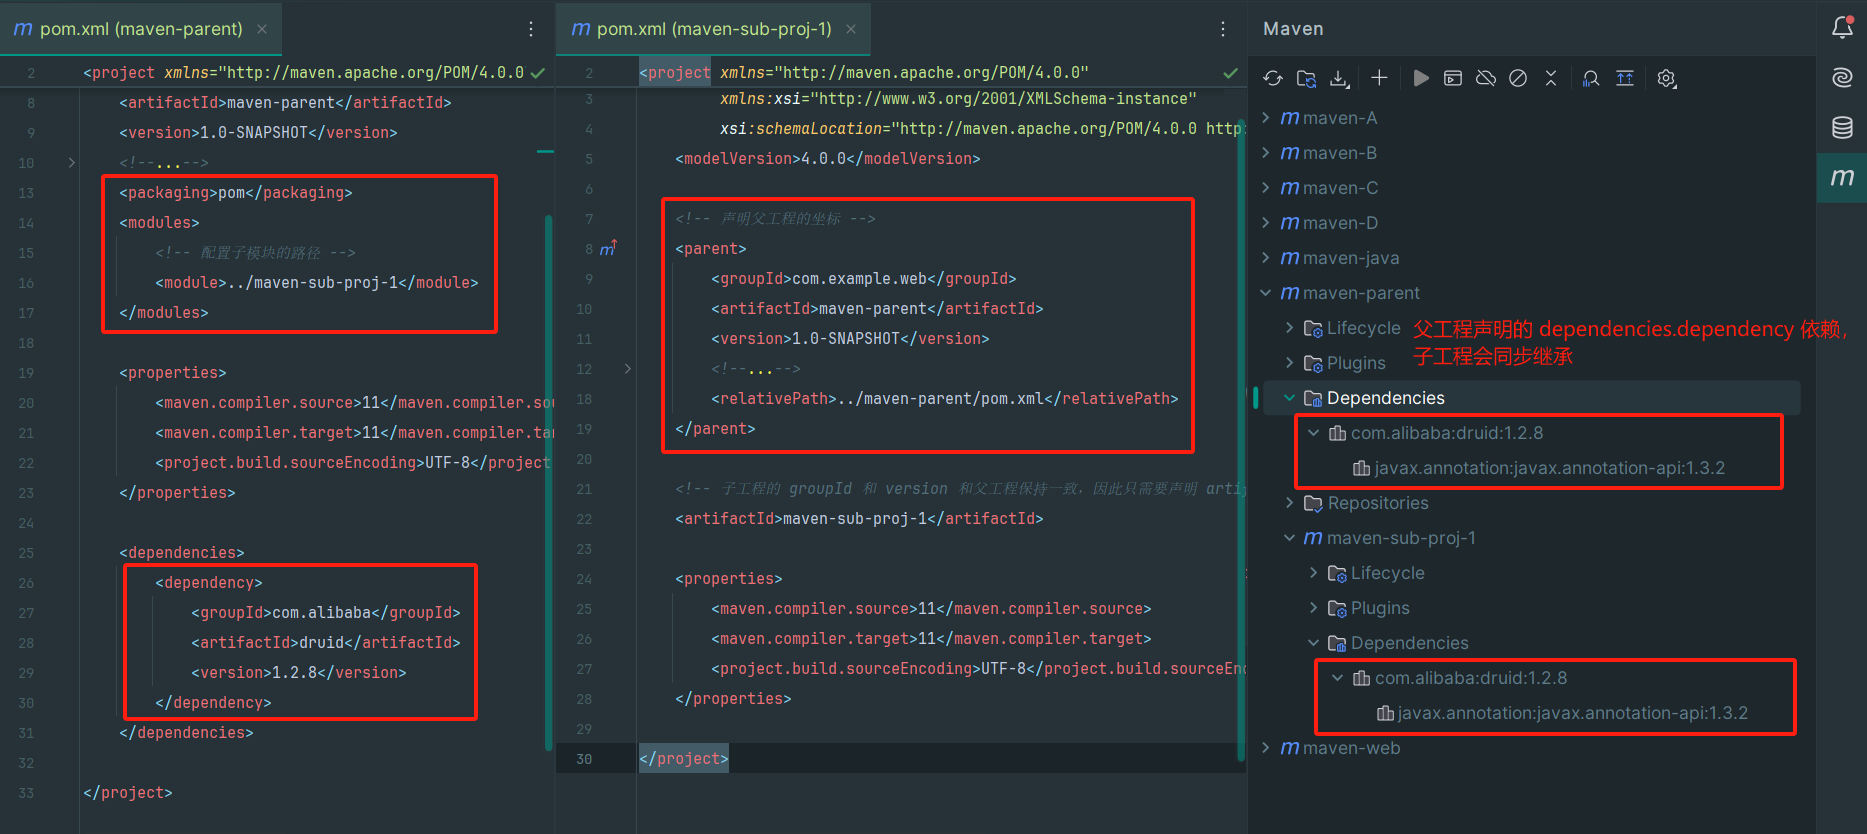 pom.xml (maven-parent)
2 <project xmlns="http://maven.apache.org/POM/4.0.0
8 <artifactId>maven-parent</artifactId>
9 <version>1.0-SNAPSHOT</version>
10 <!--...-->
13 <packaging>pom</packaging>
14 <modules>
15 <!-- 配置子模块的路径 -->
16 <module>../maven-sub-proj-1</module>
17 </modules>
18
19 <properties>
20 <maven.compiler.source>11</maven.compiler.so
21 <maven.compiler.target>11</maven.compiler.ta
22 <project.build.sourceEncoding>UTF-8</project
23 </properties>
24
25 <dependencies>
26 <dependency>
27 <groupId>com.alibaba</groupId>
28 <artifactId>druid</artifactId>
29 <version>1.2.8</version>
30 </dependency>
31 </dependencies>
32
33 </project>
pom.xml (maven-sub-proj-1)
2 <project xmlns="http://maven.apache.org/POM/4.0.0"
3 xmlns:xsi="http://www.w3.org/2001/XMLSchema-instance"
4 xsi:schemaLocation="http://maven.apache.org/POM/4.0.0 http
5 <modelVersion>4.0.0</modelVersion>
6
7 <!-- 声明父工程的坐标 -->
8 <parent>
9 <groupId>com.example.web</groupId>
10 <artifactId>maven-parent</artifactId>
11 <version>1.0-SNAPSHOT</version>
12 <!--...-->
18 <relativePath>../maven-parent/pom.xml</relativePath>
19 </parent>
20
21 <!-- 子工程的 groupId 和 version 和父工程保持一致，因此只需要声明 artif
22 <artifactId>maven-sub-proj-1</artifactId>
23
24 <properties>
25 <maven.compiler.source>11</maven.compiler.source>
26 <maven.compiler.target>11</maven.compiler.target>
27 <project.build.sourceEncoding>UTF-8</project.build.sourceEn
28 </properties>
29
30 </project>
Maven
maven-A
maven-B
maven-C
maven-D
maven-java
maven-parent
Lifecycle
Plugins
父工程声明的 dependencies.dependency 依赖，
子工程会同步继承
Dependencies
com.alibaba:druid:1.2.8
javax.annotation:javax.annotation-api:1.3.2
Repositories
maven-sub-proj-1
Lifecycle
Plugins
Dependencies
com.alibaba:druid:1.2.8
javax.annotation:javax.annotation-api:1.3.2
maven-web